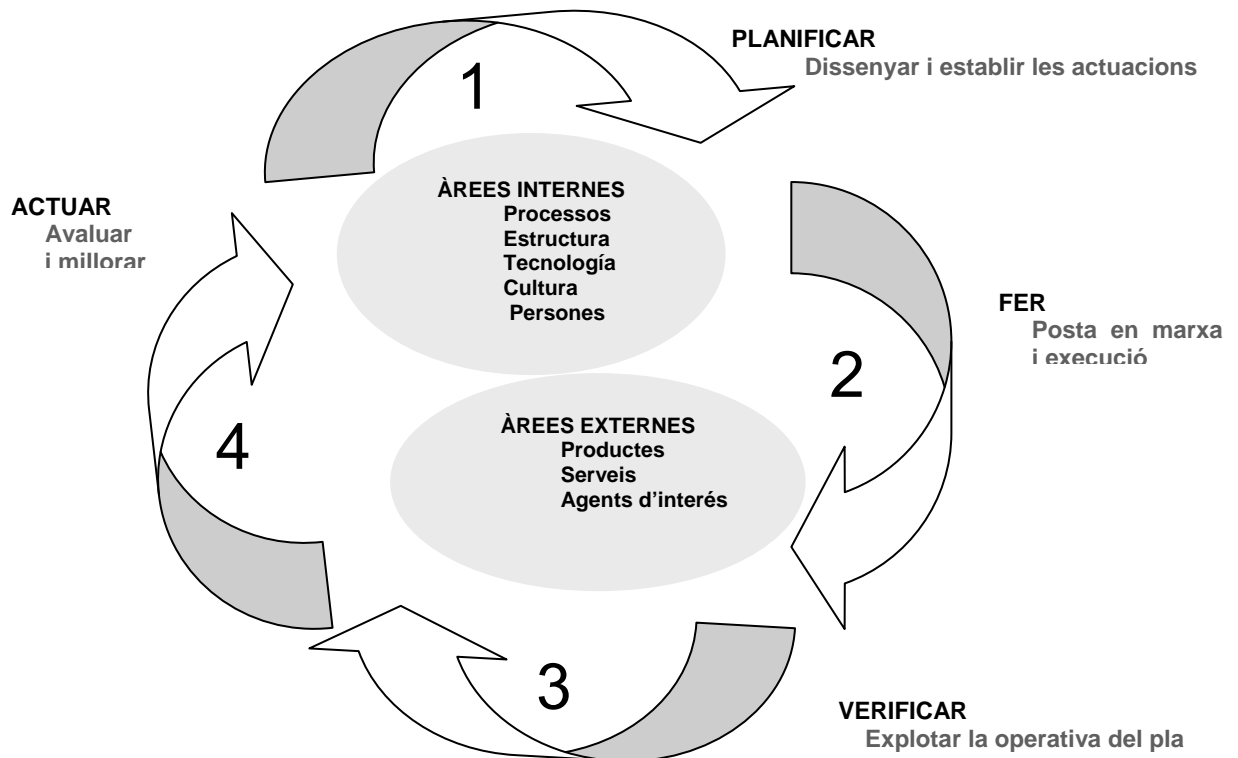 1
PLANIFICAR
Dissenyar i establir les actuacions
ÀREES INTERNES
Processos
Estructura
Tecnología
Cultura
Persones
ACTUAR
Avaluar
i millorar
FER
Posta en marxa
i execució
2
ÀREES EXTERNES
Productes
Serveis
Agents d’interés
4
3
VERIFICAR
Explotar la operativa del pla